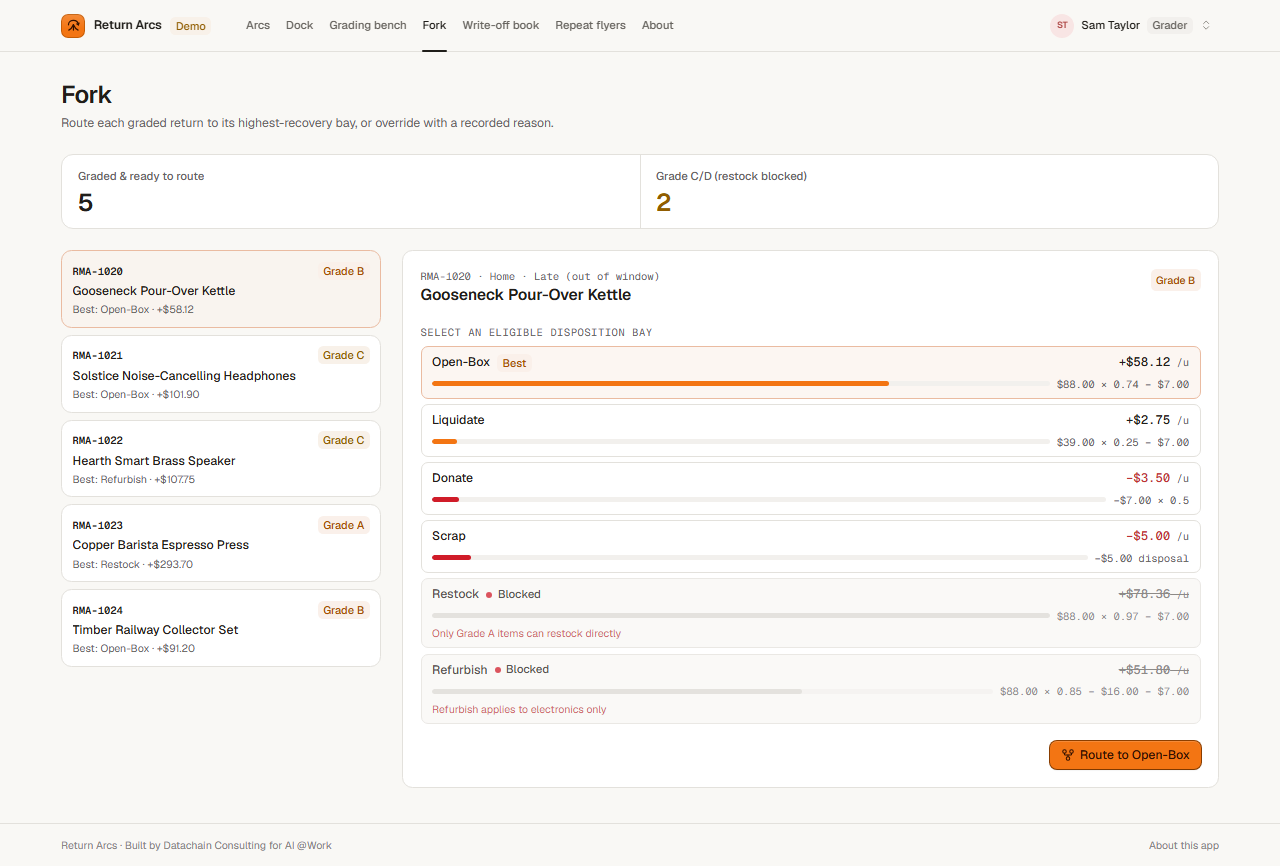 Return Arcs Demo Arcs Dock Grading bench Fork Write-off book Repeat flyers About ST Sam Taylor Grader
Fork
Route each graded return to its highest-recovery bay, or override with a recorded reason.
Graded & ready to route
5
Grade C/D (restock blocked)
2
RMA-1020 Grade B
Gooseneck Pour-Over Kettle
Best: Open-Box · +$58.12
RMA-1021 Grade C
Solstice Noise-Cancelling Headphones
Best: Open-Box · +$101.90
RMA-1022 Grade C
Hearth Smart Brass Speaker
Best: Refurbish · +$107.75
RMA-1023 Grade A
Copper Barista Espresso Press
Best: Restock · +$293.70
RMA-1024 Grade B
Timber Railway Collector Set
Best: Open-Box · +$91.20
RMA-1020 · Home · Late (out of window)
Gooseneck Pour-Over Kettle Grade B
SELECT AN ELIGIBLE DISPOSITION BAY
Open-Box Best +$58.12 /u
$88.00 × 0.74 − $7.00
Liquidate +$2.75 /u
$39.00 × 0.25 − $7.00
Donate −$3.50 /u
−$7.00 × 0.5
Scrap −$5.00 /u
−$5.00 disposal
Restock Blocked +$78.36 /u
$88.00 × 0.97 − $7.00
Only Grade A items can restock directly
Refurbish Blocked +$51.80 /u
$88.00 × 0.85 − $16.00 − $7.00
Refurbish applies to electronics only
Route to Open-Box
Return Arcs · Built by Datachain Consulting for AI @Work About this app